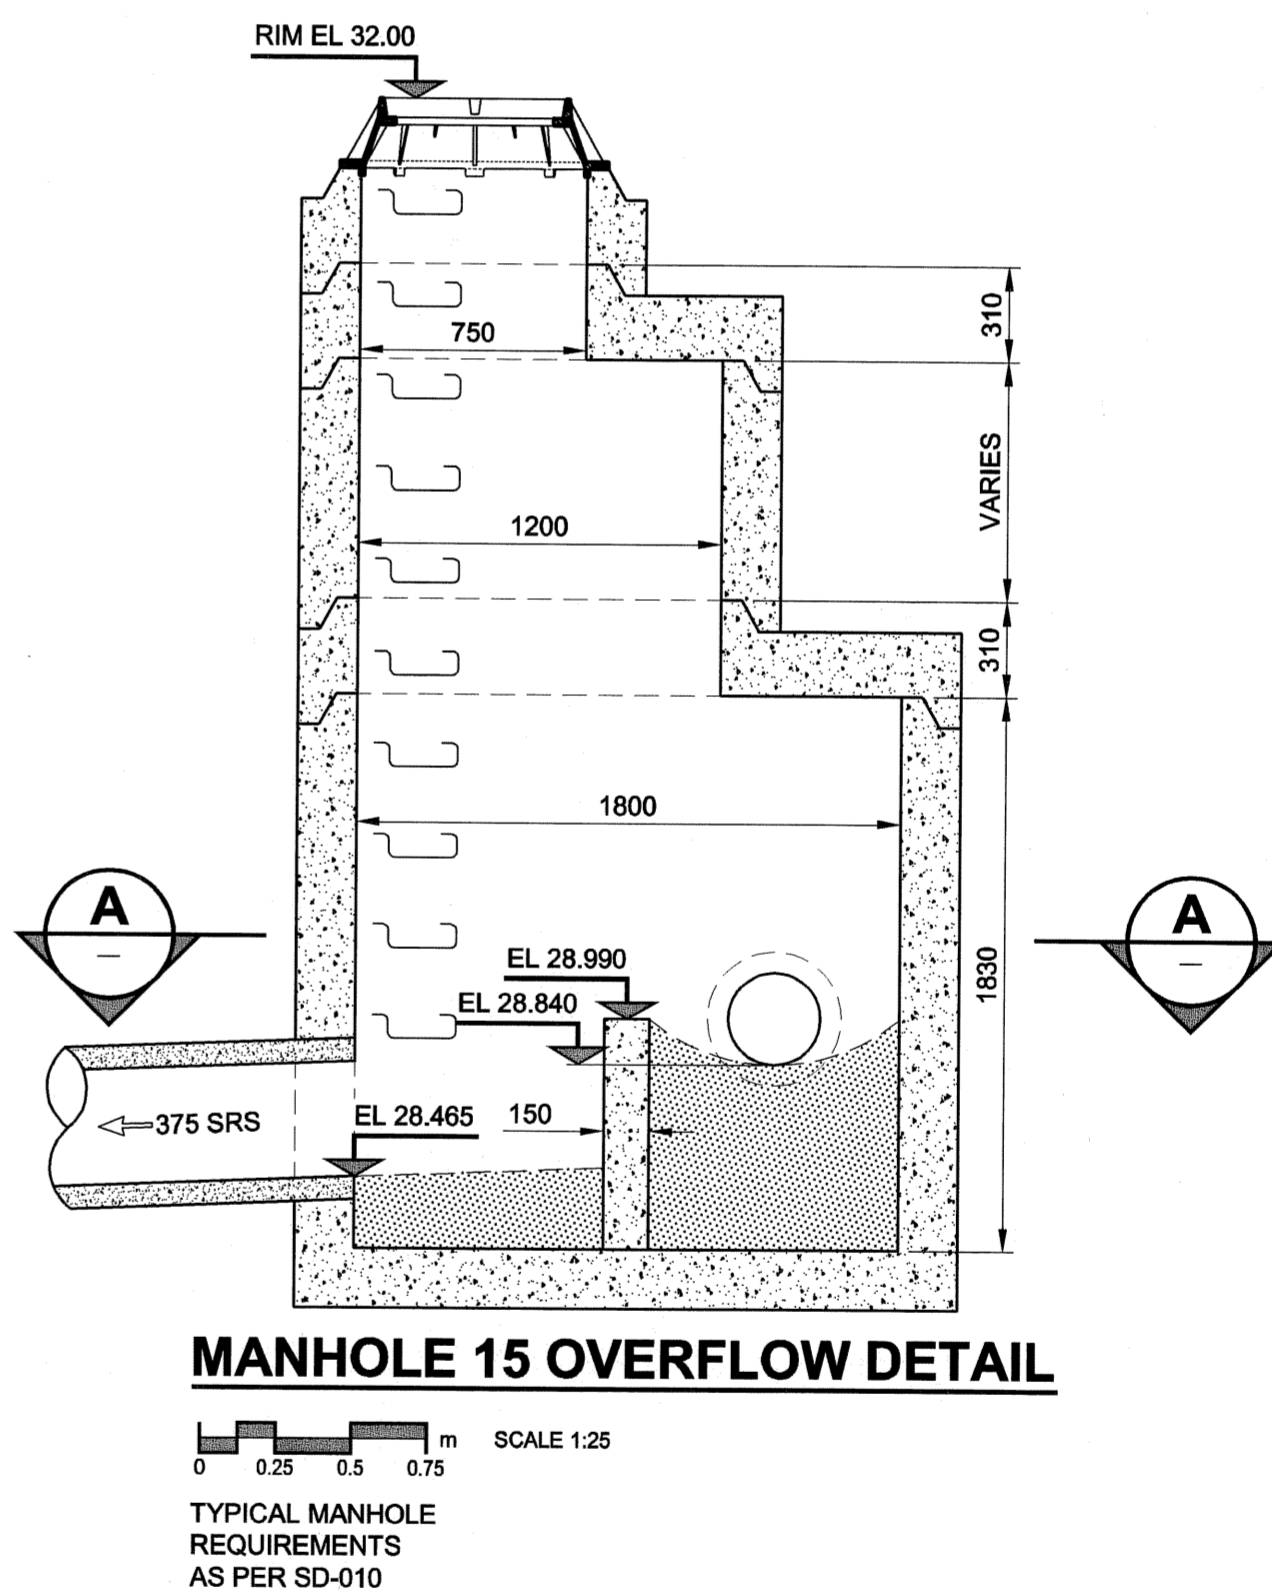 RIM EL 32.00
310
750
VARIES
1200
310
1800
A
A
EL 28.990
EL 28.840
1830
375 SRS
EL 28.465
150
MANHOLE 15 OVERFLOW DETAIL
m
SCALE 1:25
0 0.25 0.5 0.75
TYPICAL MANHOLE
REQUIREMENTS
AS PER SD-010